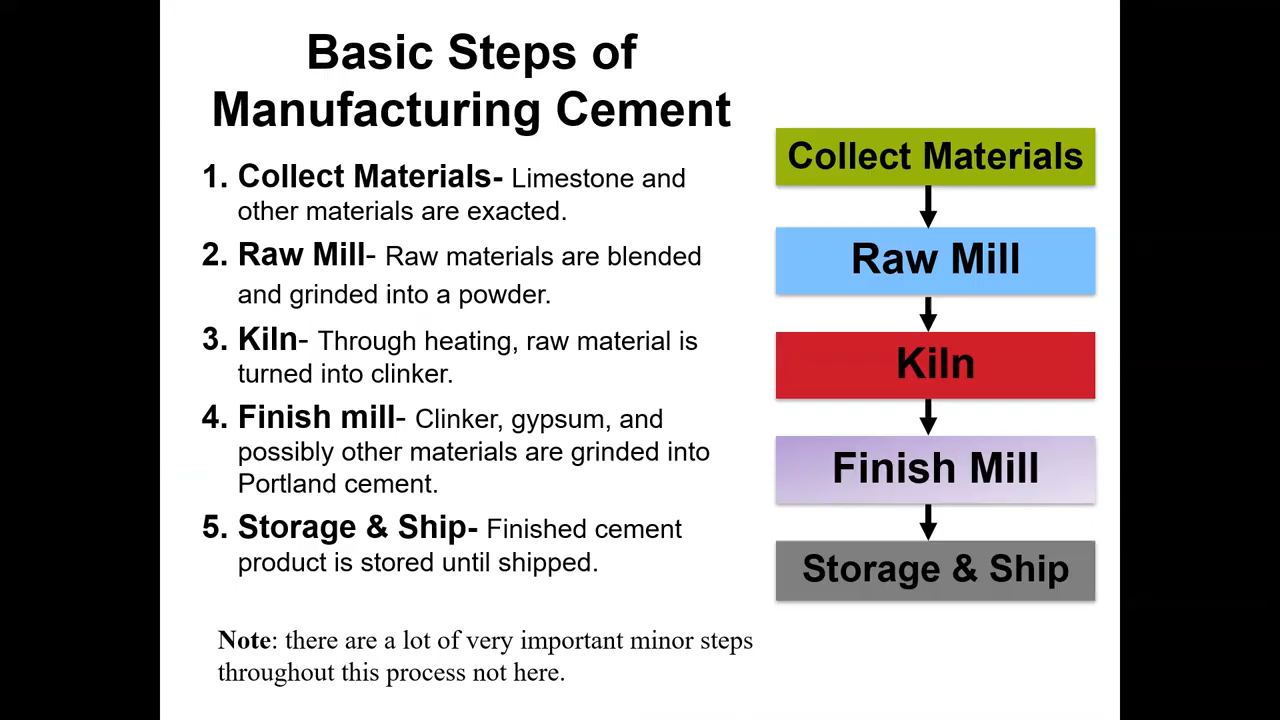 Basic Steps of
Manufacturing Cement
1. Collect Materials- Limestone and
other materials are exacted.
2. Raw Mill- Raw materials are blended
and grinded into a powder.
3. Kiln- Through heating, raw material is
turned into clinker.
4. Finish mill- Clinker, gypsum, and
possibly other materials are grinded into
Portland cement.
5. Storage & Ship- Finished cement
product is stored until shipped.
Note: there are a lot of very important minor steps
throughout this process not here.
Collect Materials
Raw Mill
Kiln
Finish Mill
Storage & Ship